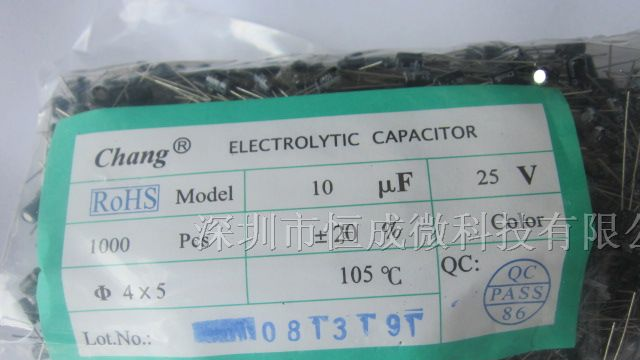 Chang® ELECTROLYTIC CAPACITOR
RoHS Model 10 μF 25 V
深圳市恒成微科技有限公司
1000 Pcs ±20 % Color
Φ 4×5 105℃ QC:
QC
PASS
86
Lot.No.: